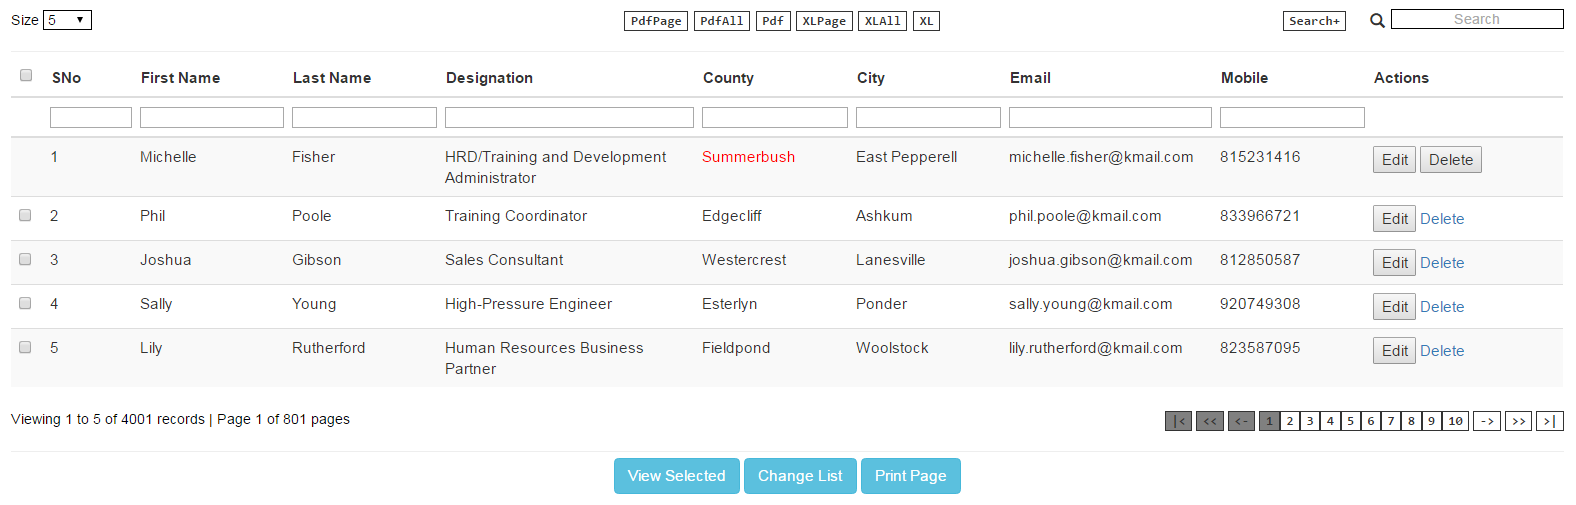 Size 5 ▼ PdfPage PdfAll Pdf XLPage XLAll XL Search+ Search
SNo First Name Last Name Designation County City Email Mobile Actions
1 Michelle Fisher HRD/Training and Development Summerbush East Pepperell michelle.fisher@kmail.com 815231416 Edit Delete
Administrator
2 Phil Poole Training Coordinator Edgecliff Ashkum phil.poole@kmail.com 833966721 Edit Delete
3 Joshua Gibson Sales Consultant Westercrest Lanesville joshua.gibson@kmail.com 812850587 Edit Delete
4 Sally Young High-Pressure Engineer Esterlyn Ponder sally.young@kmail.com 920749308 Edit Delete
5 Lily Rutherford Human Resources Business Fieldpond Woolstock lily.rutherford@kmail.com 823587095 Edit Delete
Partner
Viewing 1 to 5 of 4001 records | Page 1 of 801 pages |< << <- 1 2 3 4 5 6 7 8 9 10 -> >> >|
View Selected Change List Print Page